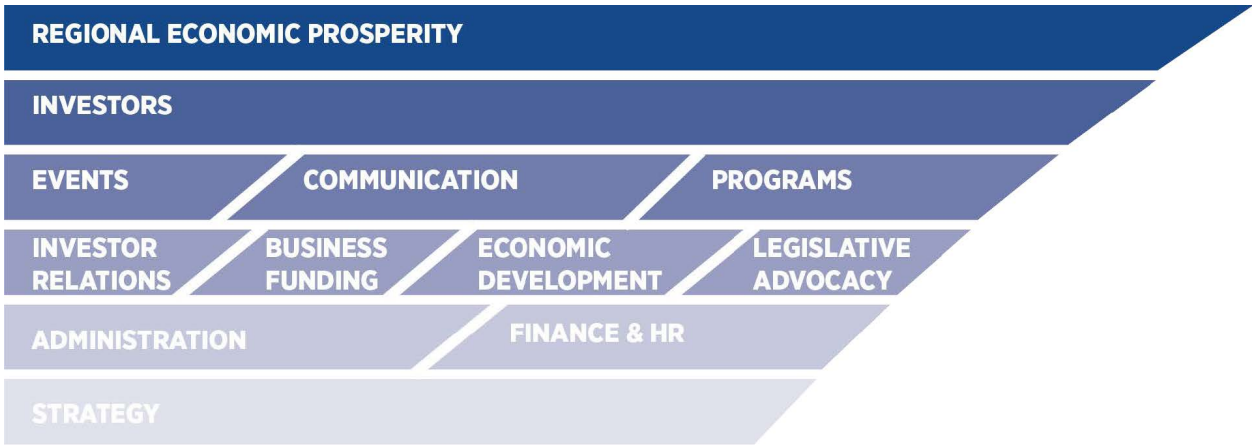 REGIONAL ECONOMIC PROSPERITY
INVESTORS
EVENTS
COMMUNICATION
PROGRAMS
INVESTOR
RELATIONS
BUSINESS
FUNDING
ECONOMIC
DEVELOPMENT
LEGISLATIVE
ADVOCACY
ADMINISTRATION
FINANCE & HR
STRATEGY